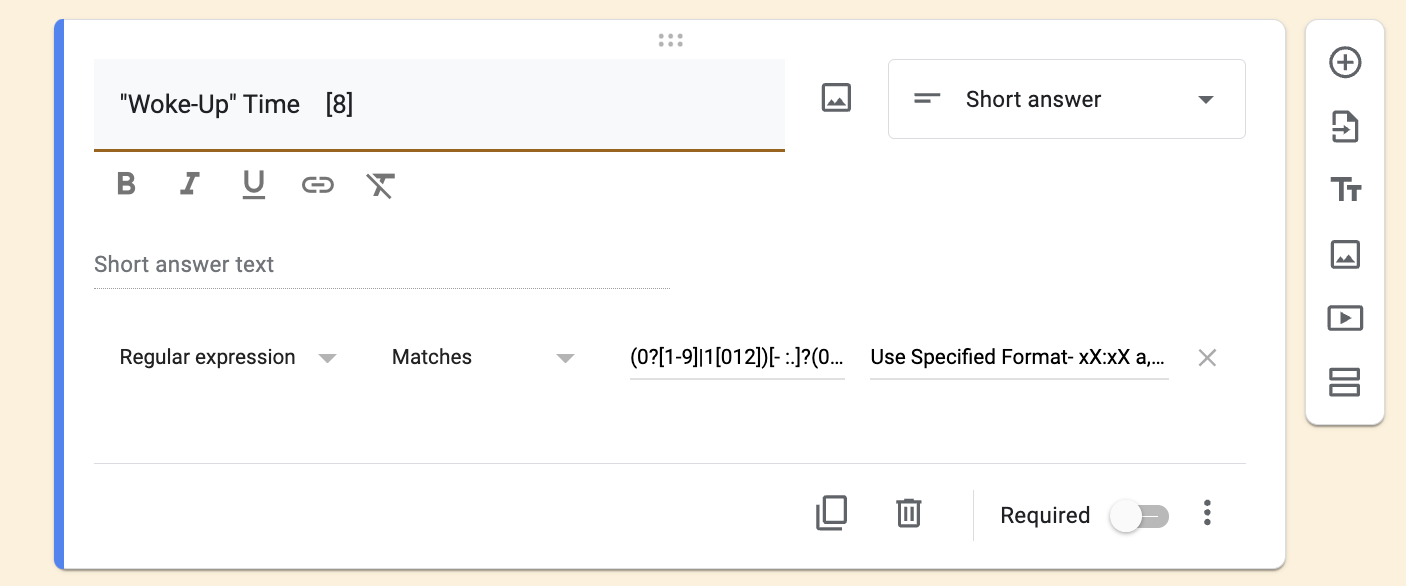 "Woke-Up" Time [8]
Short answer
B I U
Short answer text
Regular expression
Matches
(0?[1-9]|1[012])[- :.]?(0...
Use Specified Format- xX:xX a,...
Required